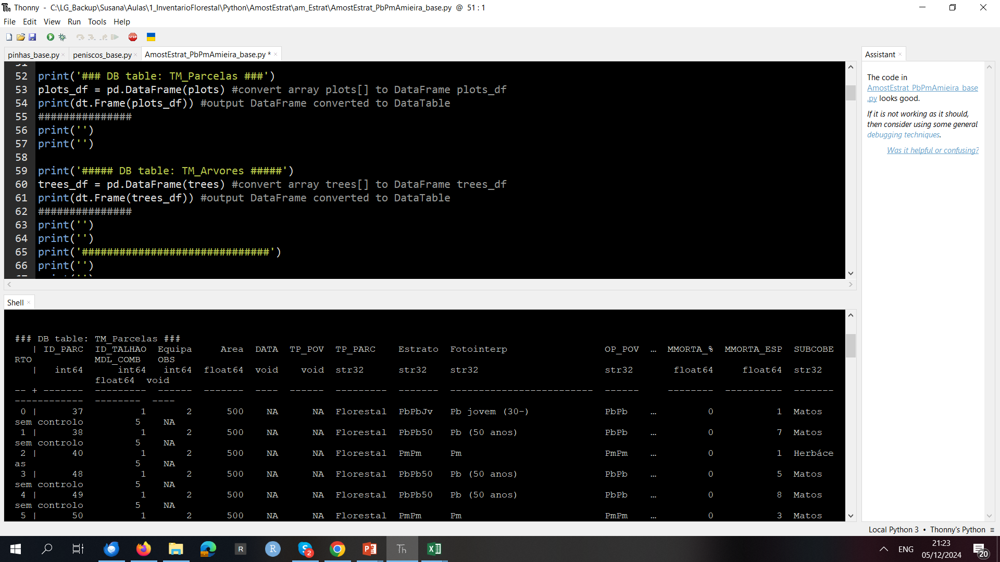 Thonny - C:\LG_Backup\Susana\Aulas\1_InventarioFlorestal\Python\AmostEstrat\am_Estrat\AmostEstrat_PbPmAmieira_base.py @ 51 : 1
File Edit View Run Tools Help
STOP
pinhas_base.py peniscos_base.py AmostEstrat_PbPmAmieira_base.py *
51
52 print('### DB table: TM_Parcelas ###')
53 plots_df = pd.DataFrame(plots) #convert array plots[] to DataFrame plots_df
54 print(dt.Frame(plots_df)) #output DataFrame converted to DataTable
55 ###############
56 print('')
57 print('')
58
59 print('##### DB table: TM_Arvores #####')
60 trees_df = pd.DataFrame(trees) #convert array trees[] to DataFrame trees_df
61 print(dt.Frame(trees_df)) #output DataFrame converted to DataTable
62 ###############
63 print('')
64 print('')
65 print('##############################')
66 print('')
Shell
### DB table: TM_Parcelas ###
| ID_PARC ID_TALHAO Equipa Area DATA TP_POV TP_PARC Estrato Fotointerp OP_POV … MMORTA_% MMORTA_ESP SUBCOBE
RTO MDL_COMB OBS
| int64 int64 int64 float64 void void str32 str32 str32 str32 float64 float64 str32
float64 void
-- + ------- --------- ------ ------- ---- ------ --------- ------- ------------------------- ------ -------- ---------- -------
------------ -------- ----
0 | 37 1 2 500 NA NA Florestal PbPbJv Pb jovem (30-) PbPb … 0 1 Matos
sem controlo 5 NA
1 | 38 1 2 500 NA NA Florestal PbPb50 Pb (50 anos) PbPb … 0 7 Matos
sem controlo 5 NA
2 | 40 1 2 500 NA NA Florestal PmPm Pm PmPm … 0 1 Herbáce
as 5 NA
3 | 48 1 2 500 NA NA Florestal PbPb50 Pb (50 anos) PbPb … 0 5 Matos
sem controlo 5 NA
4 | 49 1 2 500 NA NA Florestal PbPb50 Pb (50 anos) PbPb … 0 8 Matos
sem controlo 5 NA
5 | 50 1 2 500 NA NA Florestal PmPm Pm PmPm … 0 3 Matos
Assistant
The code in
AmostEstrat_PbPmAmieira_base
.py looks good.
If it is not working as it should,
then consider using some general
debugging techniques.
Was it helpful or confusing?
Local Python 3 • Thonny's Python ≡
R R S 2 P Th X
ENG
21:23
05/12/2024
20